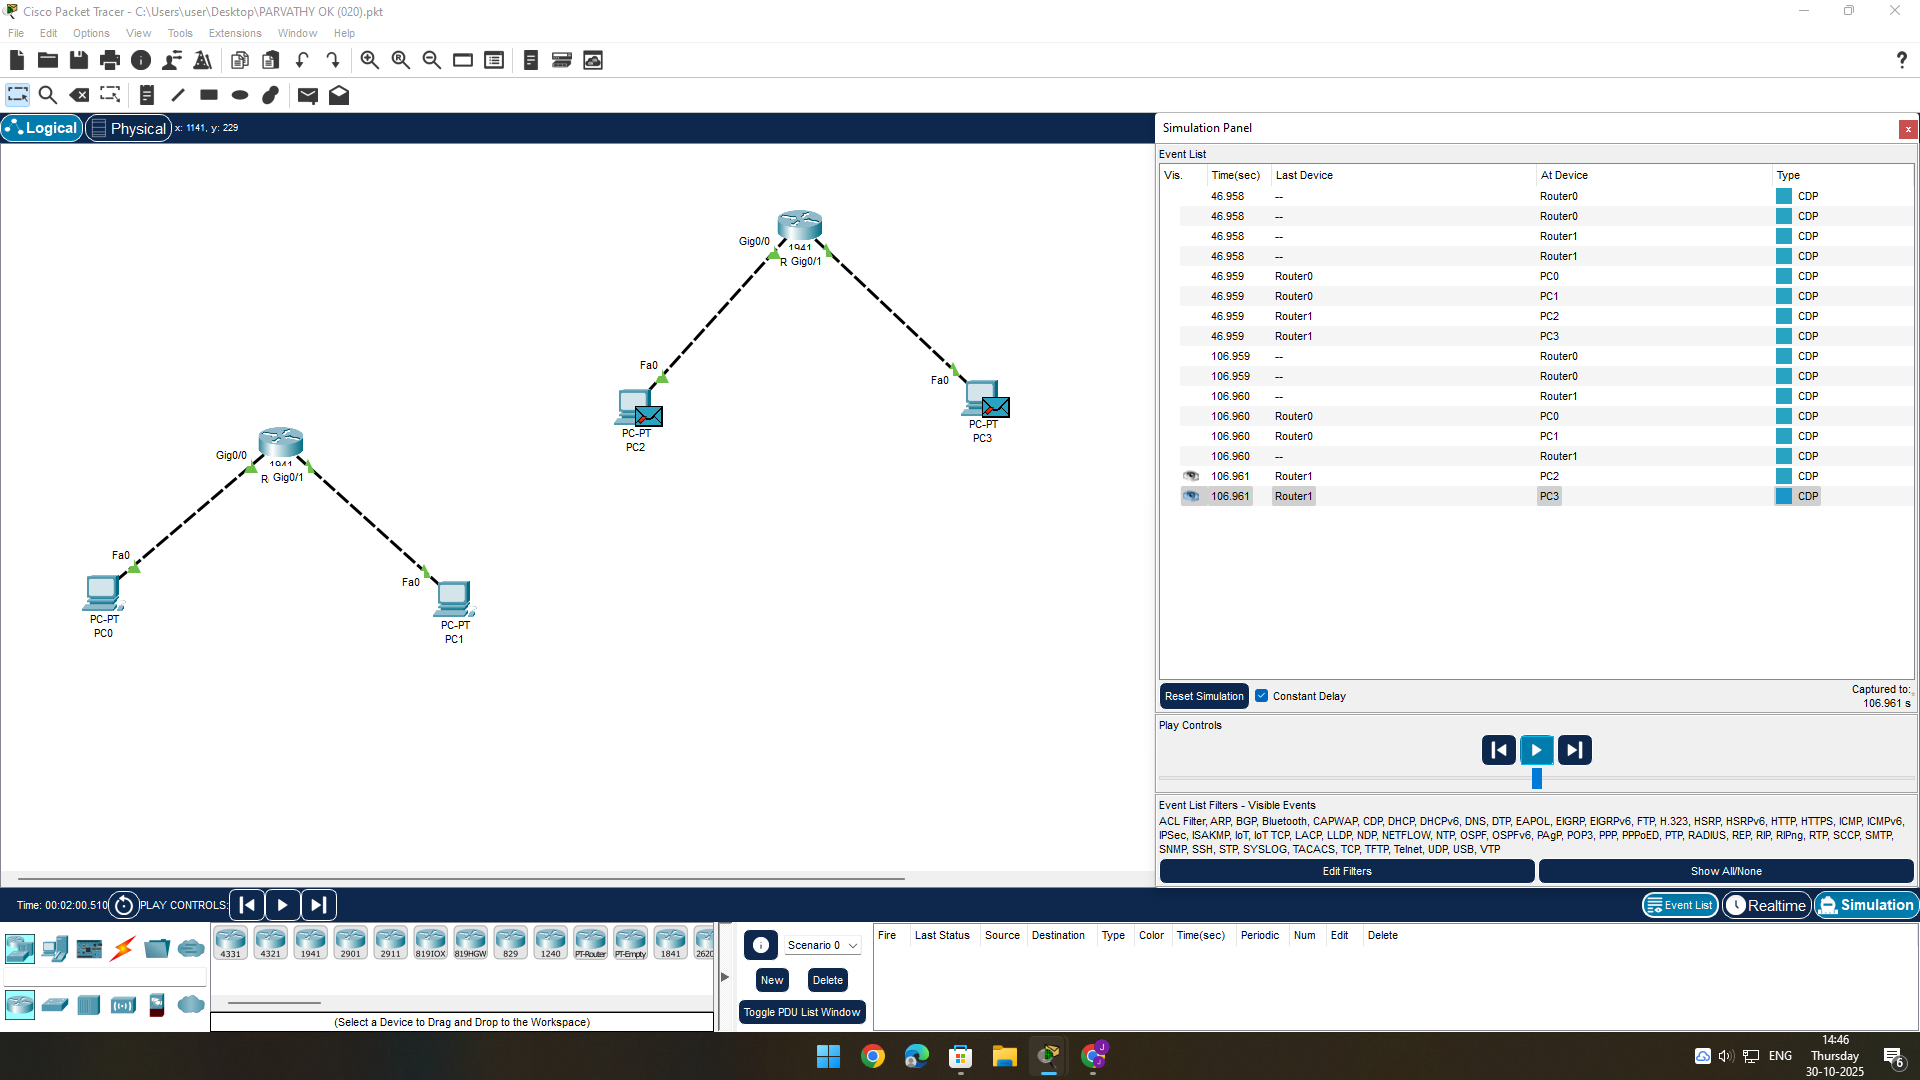 Cisco Packet Tracer - C:\Users\user\Desktop\PARVATHY OK (020).pkt
File Edit Options View Tools Extensions Window Help
Logical Physical x: 1141, y: 229
Gig0/0
1941
R Gig0/1
Fa0
Fa0
PC-PT
PC2
PC-PT
PC3
Gig0/0
1941
R Gig0/1
Fa0
Fa0
PC-PT
PC0
PC-PT
PC1
Simulation Panel
x
Event List
Vis. Time(sec) Last Device At Device Type
46.958 -- Router0 CDP
46.958 -- Router0 CDP
46.958 -- Router1 CDP
46.958 -- Router1 CDP
46.959 Router0 PC0 CDP
46.959 Router0 PC1 CDP
46.959 Router1 PC2 CDP
46.959 Router1 PC3 CDP
106.959 -- Router0 CDP
106.959 -- Router0 CDP
106.960 -- Router1 CDP
106.960 Router0 PC0 CDP
106.960 Router0 PC1 CDP
106.960 -- Router1 CDP
106.961 Router1 PC2 CDP
106.961 Router1 PC3 CDP
Reset Simulation Constant Delay
Captured to:
106.961 s
Play Controls
Event List Filters - Visible Events
ACL Filter, ARP, BGP, Bluetooth, CAPWAP, CDP, DHCP, DHCPv6, DNS, DTP, EAPOL, EIGRP, EIGRPv6, FTP, H.323, HSRP, HSRPv6, HTTP, HTTPS, ICMP, ICMPv6,
IPSec, ISAKMP, IoT, IoT TCP, LACP, LLDP, NDP, NETFLOW, NTP, OSPF, OSPFv6, PAgP, POP3, PPP, PPPoED, PTP, RADIUS, REP, RIP, RIPng, RTP, SCCP, SMTP,
SNMP, SSH, STP, SYSLOG, TACACS, TCP, TFTP, Telnet, UDP, USB, VTP
Edit Filters Show All/None
Time: 00:02:00.510 PLAY CONTROLS:
Event List Realtime Simulation
4331 4321 1941 2901 2911 819IOX 819HGW 829 1240 PT-Router PT-Empty 1841 2620
(Select a Device to Drag and Drop to the Workspace)
Scenario 0
New Delete
Toggle PDU List Window
Fire Last Status Source Destination Type Color Time(sec) Periodic Num Edit Delete
J
ENG
14:46
Thursday
30-10-2025
6